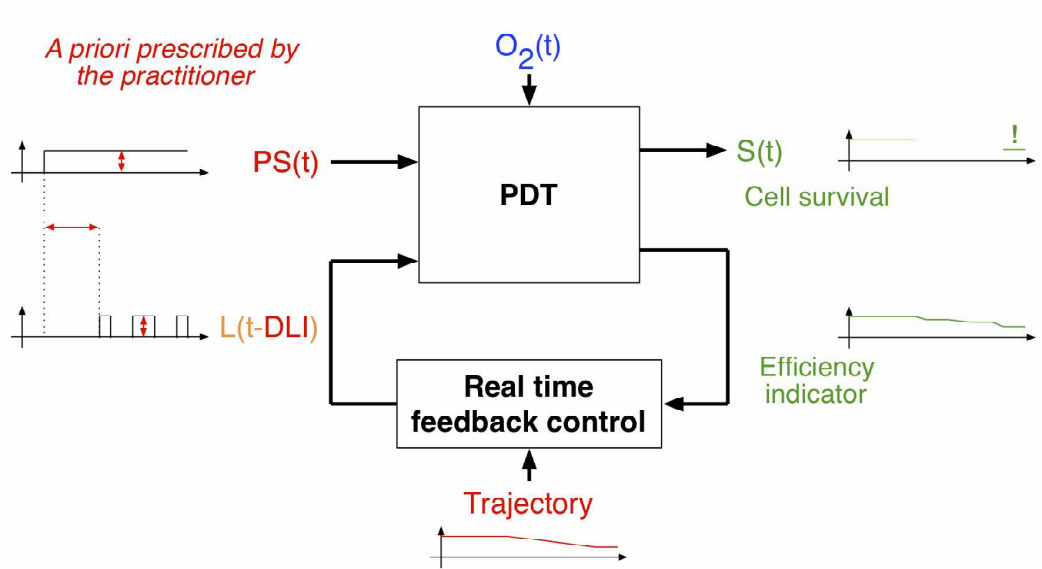 A priori prescribed by
the practitioner
O2(t)
PS(t)
PDT
S(t)
!
Cell survival
L(t-DLI)
Efficiency
indicator
Real time
feedback control
Trajectory